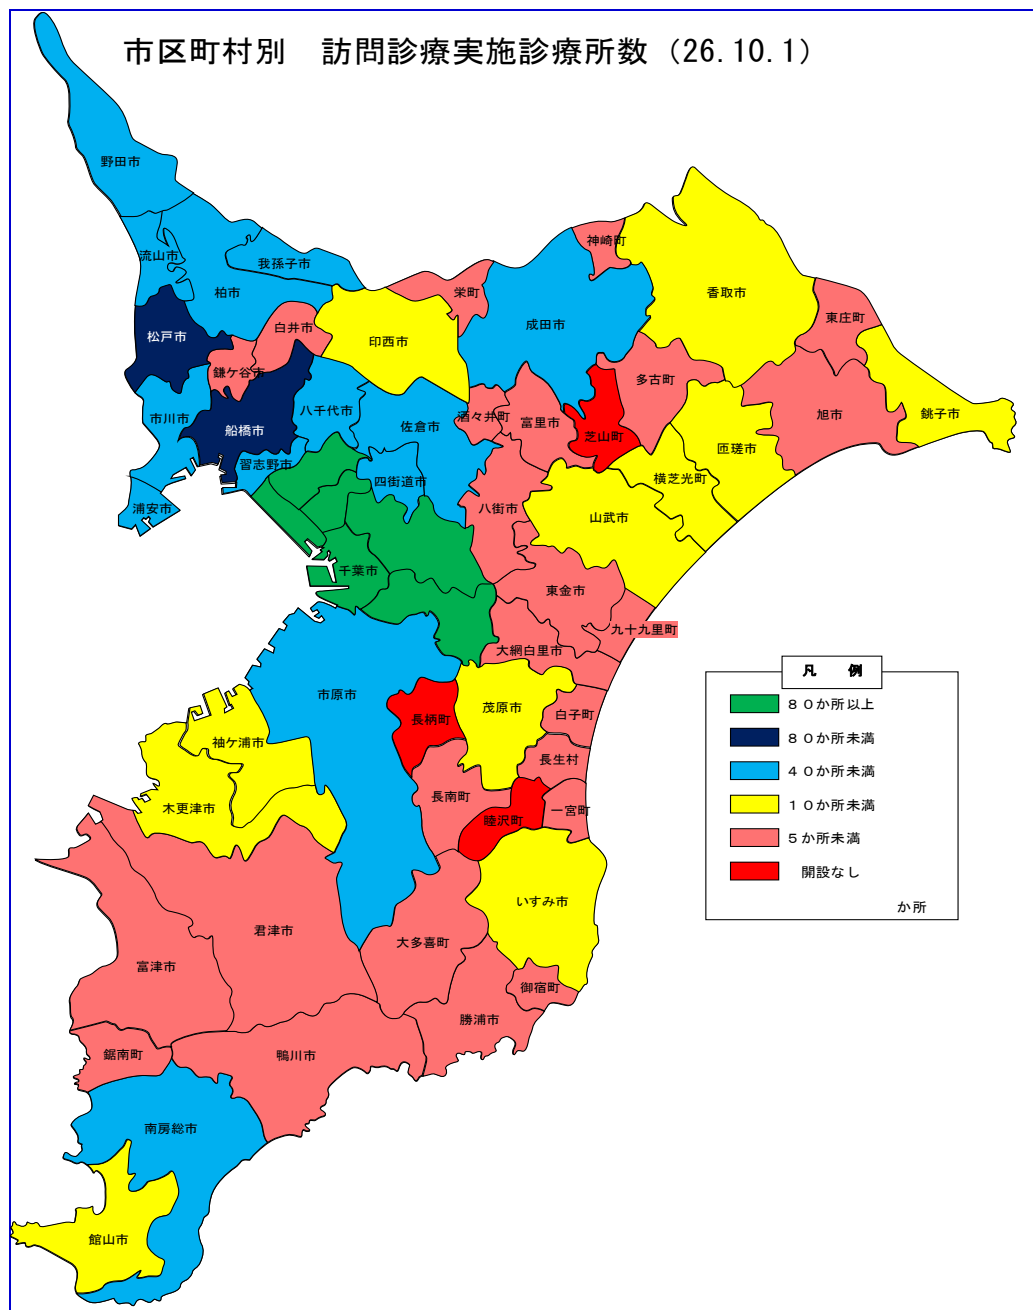 市区町村別　訪問診療実施診療所数（26.10.1）
野田市
流山市
我孫子市
柏市
神崎町
栄町
香取市
東庄町
成田市
松戸市
白井市
印西市
鎌ケ谷市
多古町
市川市
船橋市
八千代市
佐倉市
酒々井町
富里市
芝山町
旭市
銚子市
匝瑳市
習志野市
四街道市
横芝光町
浦安市
八街市
山武市
千葉市
東金市
九十九里町
大網白里市
市原市
長柄町
茂原市
白子町
袖ケ浦市
長生村
木更津市
長南町
睦沢町
一宮町
いすみ市
君津市
大多喜町
富津市
御宿町
勝浦市
鋸南町
鴨川市
南房総市
館山市
凡　例
８０か所以上
８０か所未満
４０か所未満
１０か所未満
５か所未満
開設なし
か所